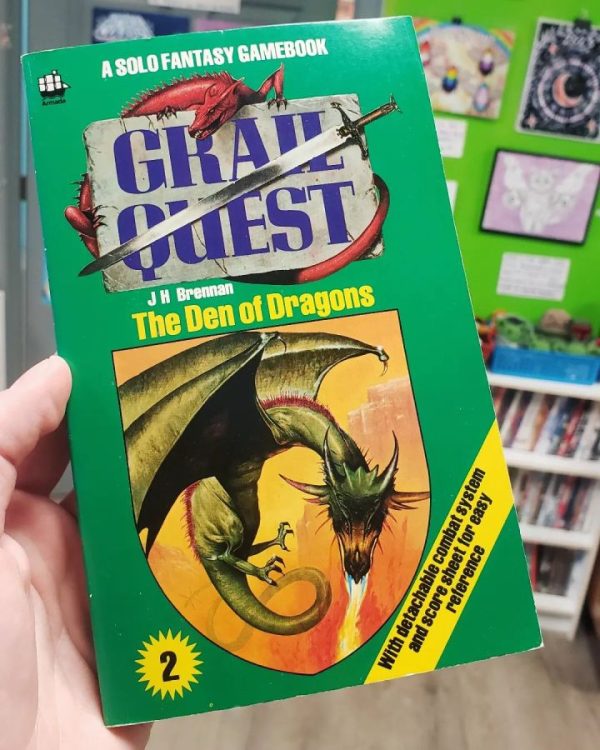 A SOLO FANTASY GAMEBOOK
Armada
GRAIL
QUEST
J H Brennan
The Den of Dragons
With detachable combat system
and score sheet for easy
reference
2